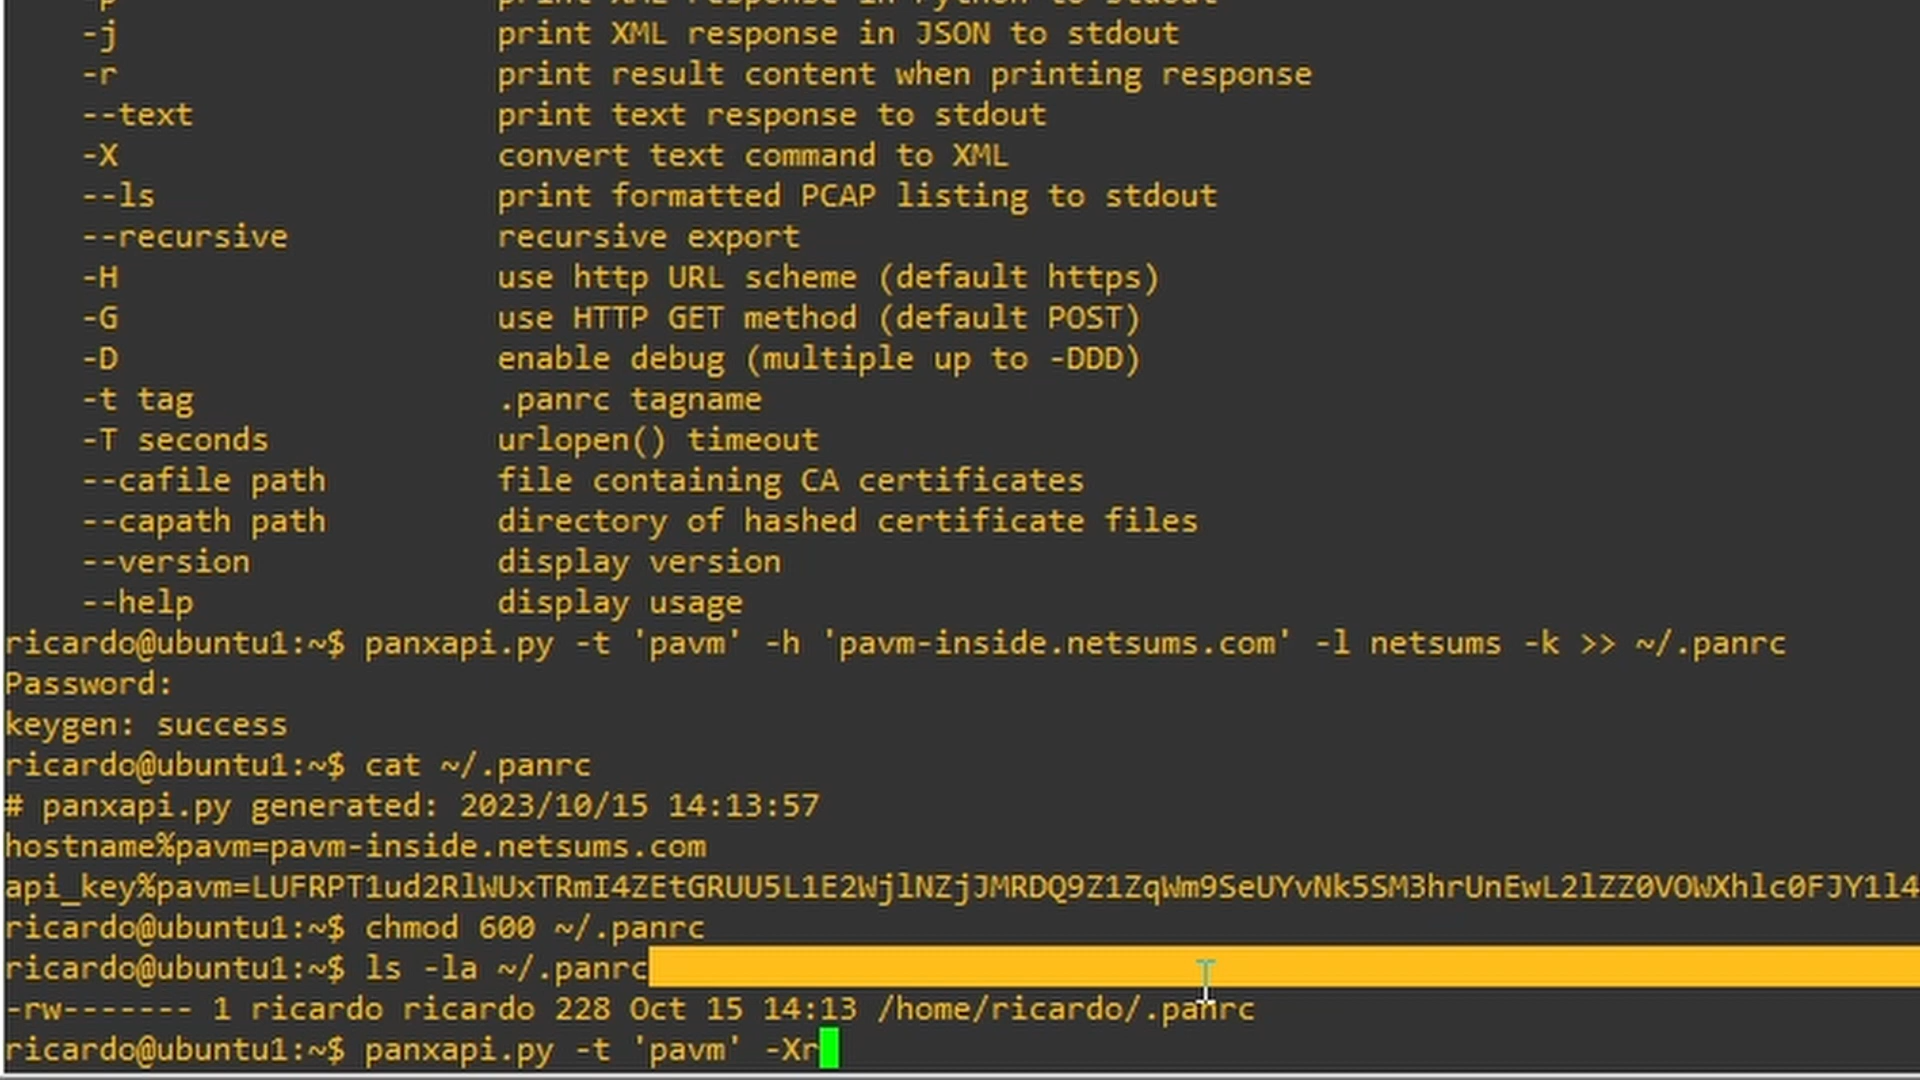 -p print XML response in Python to stdout
-j print XML response in JSON to stdout
-r print result content when printing response
--text print text response to stdout
-X convert text command to XML
--ls print formatted PCAP listing to stdout
--recursive recursive export
-H use http URL scheme (default https)
-G use HTTP GET method (default POST)
-D enable debug (multiple up to -DDD)
-t tag .panrc tagname
-T seconds urlopen() timeout
--cafile path file containing CA certificates
--capath path directory of hashed certificate files
--version display version
--help display usage
ricardo@ubuntu1:~$ panxapi.py -t 'pavm' -h 'pavm-inside.netsums.com' -l netsums -k >> ~/.panrc
Password:
keygen: success
ricardo@ubuntu1:~$ cat ~/.panrc
# panxapi.py generated: 2023/10/15 14:13:57
hostname%pavm=pavm-inside.netsums.com
api_key%pavm=LUFRPT1ud2RlWUxTRmI4ZEtGRUU5L1E2WjlNZjJMRDQ9Z1ZqWm9SeUYvNk5SM3hrUnEwL2lZZ0VOWXhlc0FJY1l4
ricardo@ubuntu1:~$ chmod 600 ~/.panrc
ricardo@ubuntu1:~$ ls -la ~/.panrc
-rw------- 1 ricardo ricardo 228 Oct 15 14:13 /home/ricardo/.panrc
ricardo@ubuntu1:~$ panxapi.py -t 'pavm' -Xr